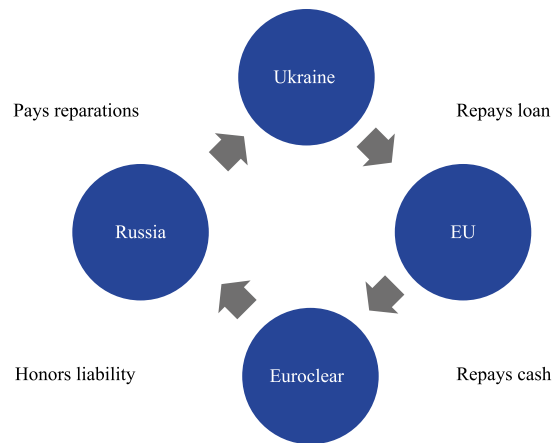 Ukraine
Pays reparations
Repays loan
Russia
EU
Honors liability
Euroclear
Repays cash